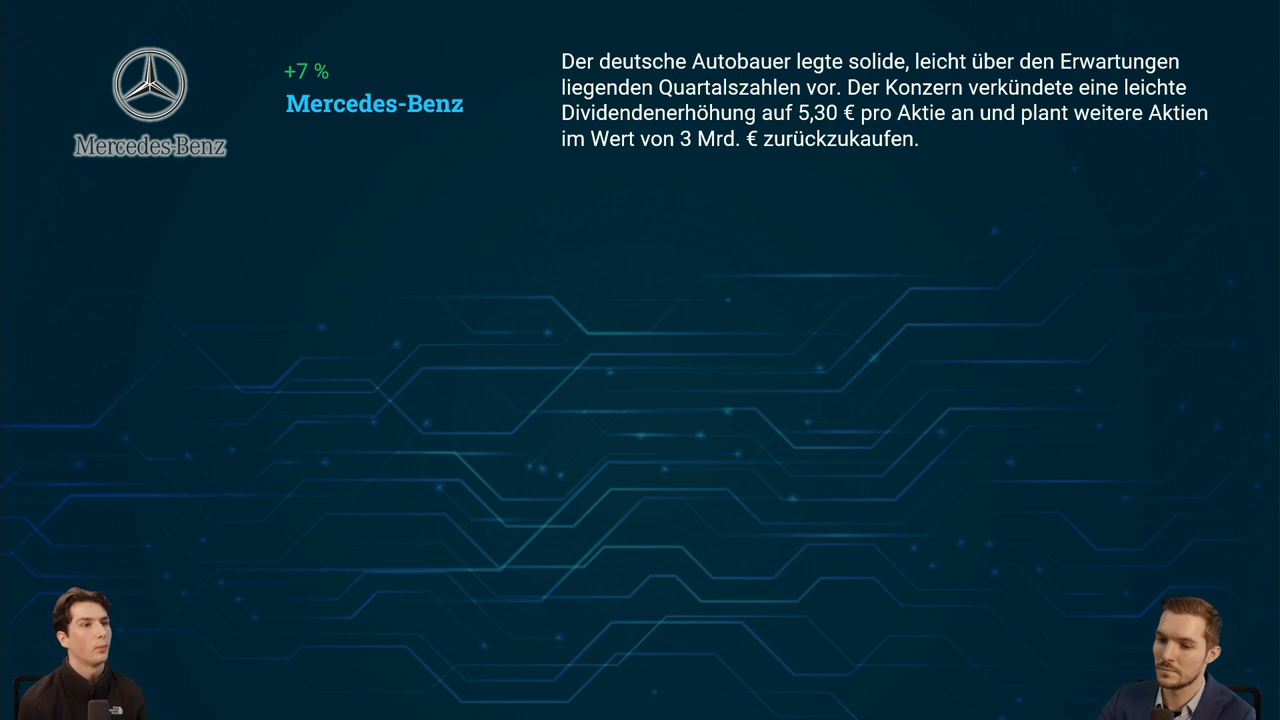 Mercedes-Benz
+7 %
Mercedes-Benz
Der deutsche Autobauer legte solide, leicht über den Erwartungen
liegenden Quartalszahlen vor. Der Konzern verkündete eine leichte
Dividendenerhöhung auf 5,30 € pro Aktie an und plant weitere Aktien
im Wert von 3 Mrd. € zurückzukaufen.